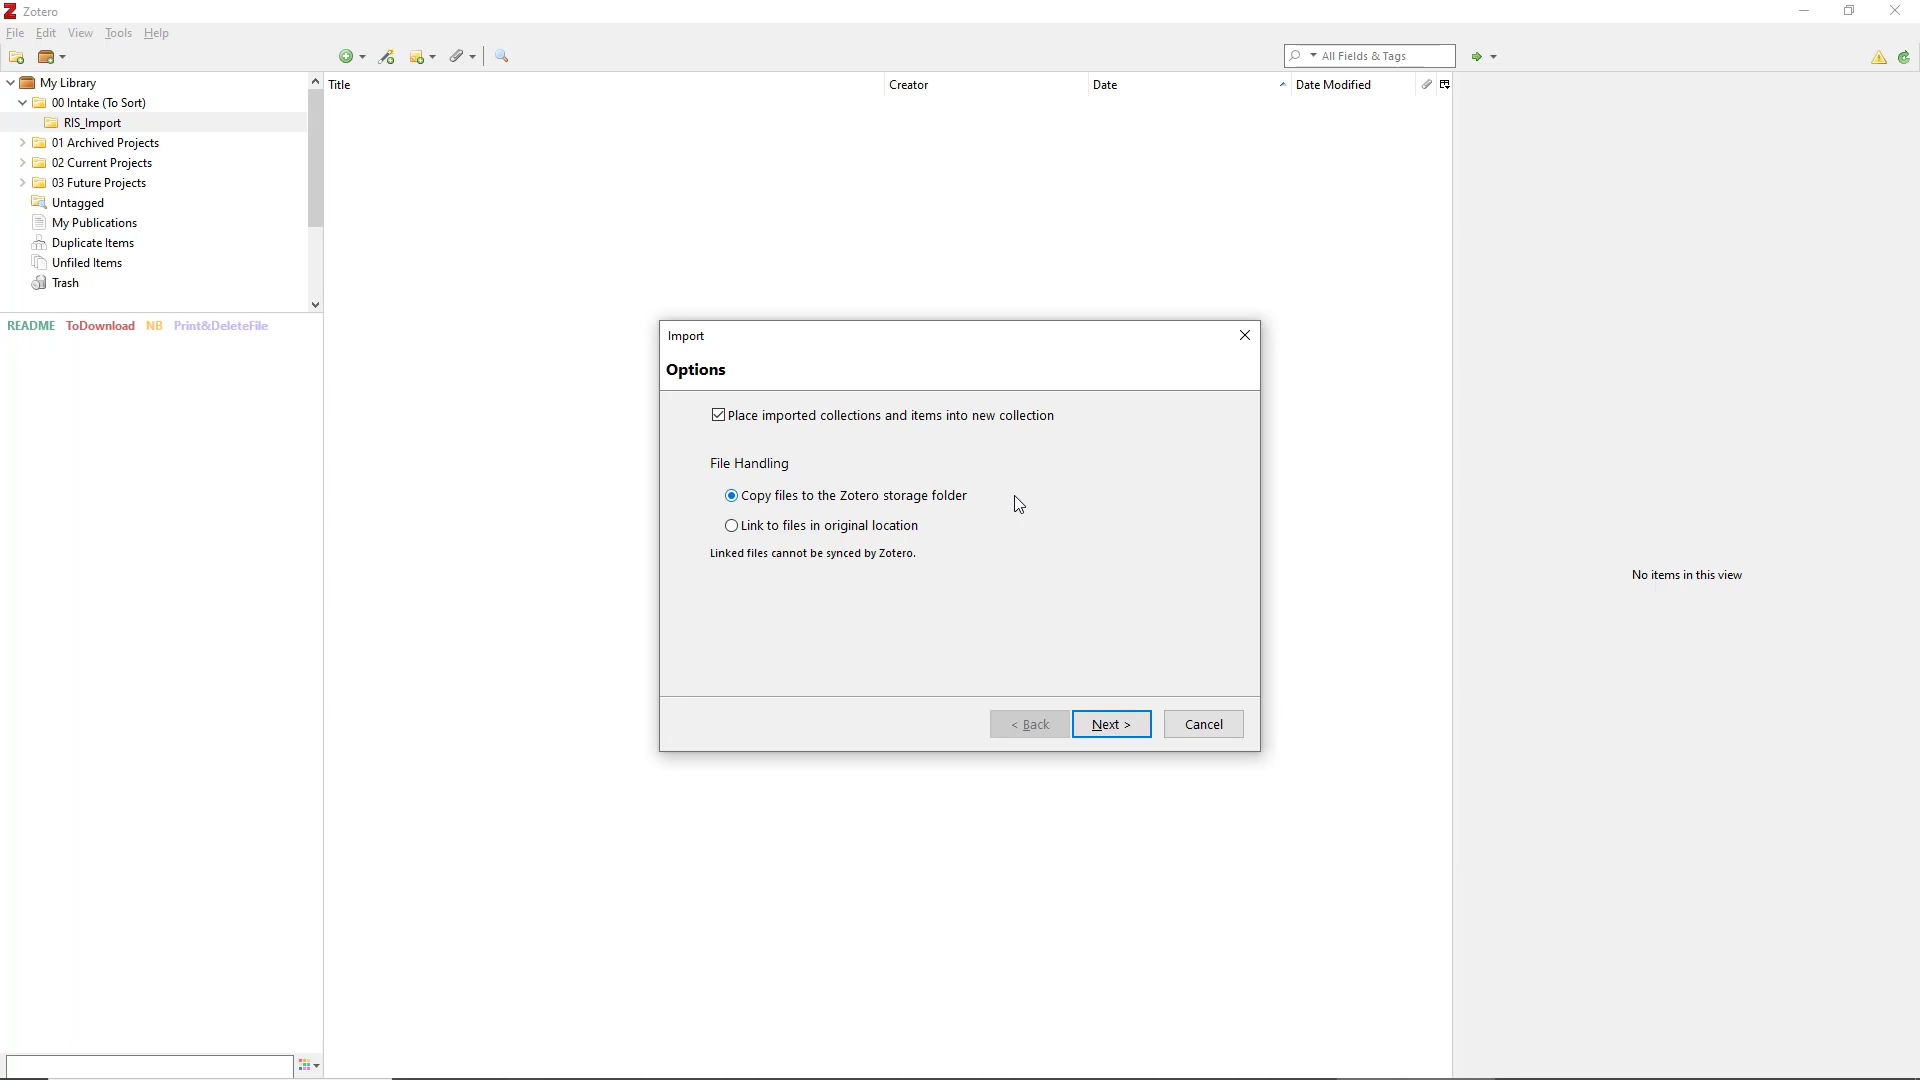 Zotero
File Edit View Tools Help
All Fields & Tags
My Library
00 Intake (To Sort)
RIS_Import
01 Archived Projects
02 Current Projects
03 Future Projects
Untagged
My Publications
Duplicate Items
Unfiled Items
Trash
README ToDownload NB Print&DeleteFile
Title Creator Date Date Modified
Import
Options
Place imported collections and items into new collection
File Handling
Copy files to the Zotero storage folder
Link to files in original location
Linked files cannot be synced by Zotero.
< Back Next > Cancel
No items in this view